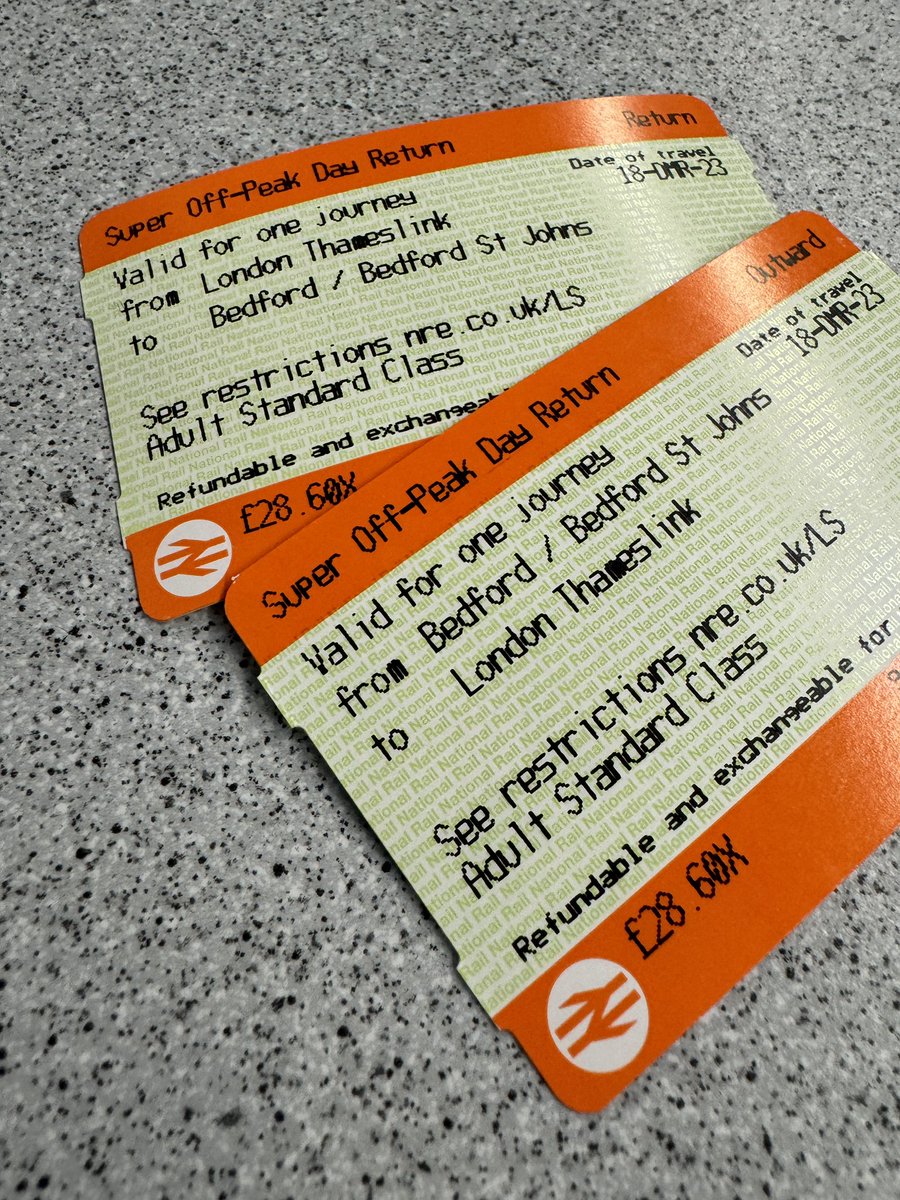 Super Off-Peak Day Return Return
Date of travel
Valid for one journey 18-DMR-23
from London Thameslink
to Bedford / Bedford St Johns
See restrictions nre.co.uk/LS
Adult Standard Class
Refundable and exchangeable
£28.60X
Super Off-Peak Day Return Outward
Date of travel
Valid for one journey 18-DMR-23
from Bedford / Bedford St Johns
to London Thameslink
See restrictions nre.co.uk/LS
Adult Standard Class
Refundable and exchangeable for
£28.60X